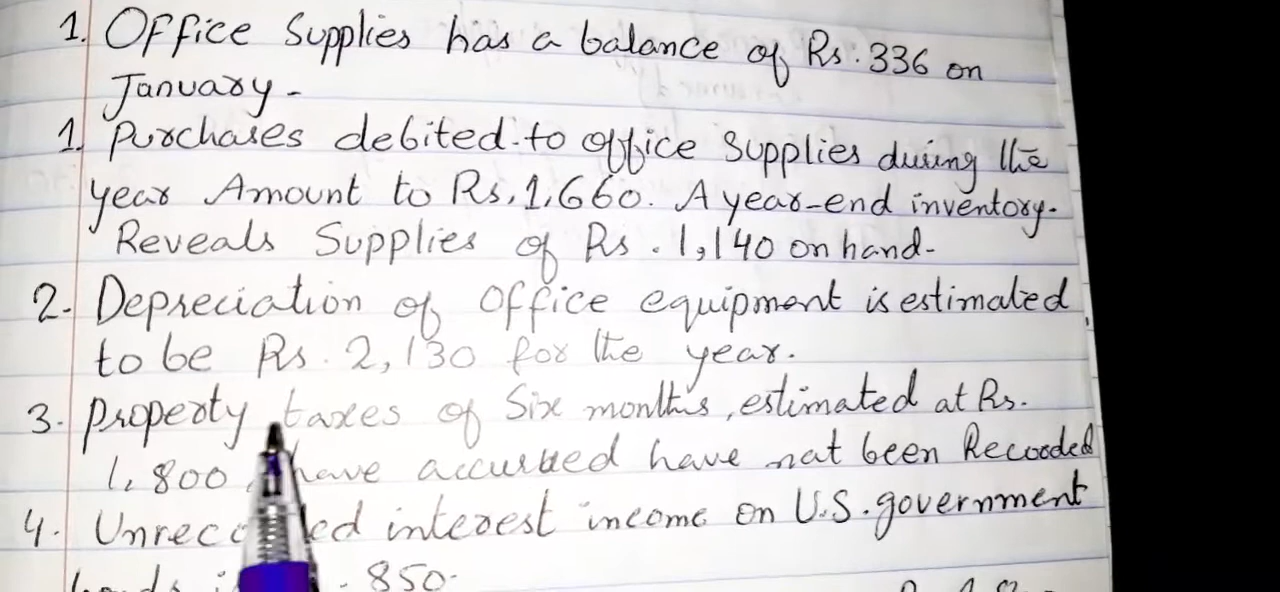 1. Office Supplies has a balance of Rs. 336 on
January-
1. Purchases debited to office Supplies during the
year Amount to Rs. 1,660. A year-end inventory.
Reveals Supplies of Rs. 1,140 on hand-
2. Depreciation of office equipment is estimated
to be Rs. 2,130 for the year.
3. Property taxes of Six months, estimated at Rs.
1,800, have accurued have not been Recorded
4. interest income on U.S. government
850-